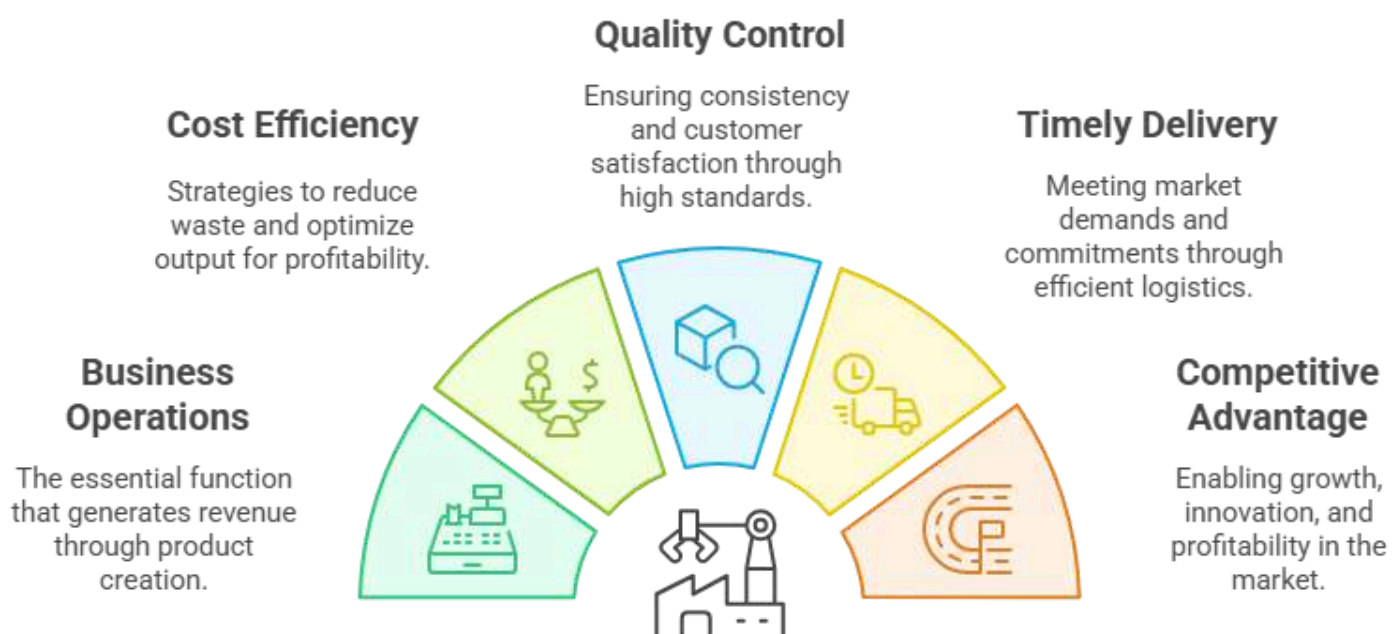 Quality Control
Ensuring consistency
and customer
satisfaction through
high standards.
Cost Efficiency
Strategies to reduce
waste and optimize
output for profitability.
Timely Delivery
Meeting market
demands and
commitments through
efficient logistics.
Business
Operations
The essential function
that generates revenue
through product
creation.
Competitive
Advantage
Enabling growth,
innovation, and
profitability in the
market.
$